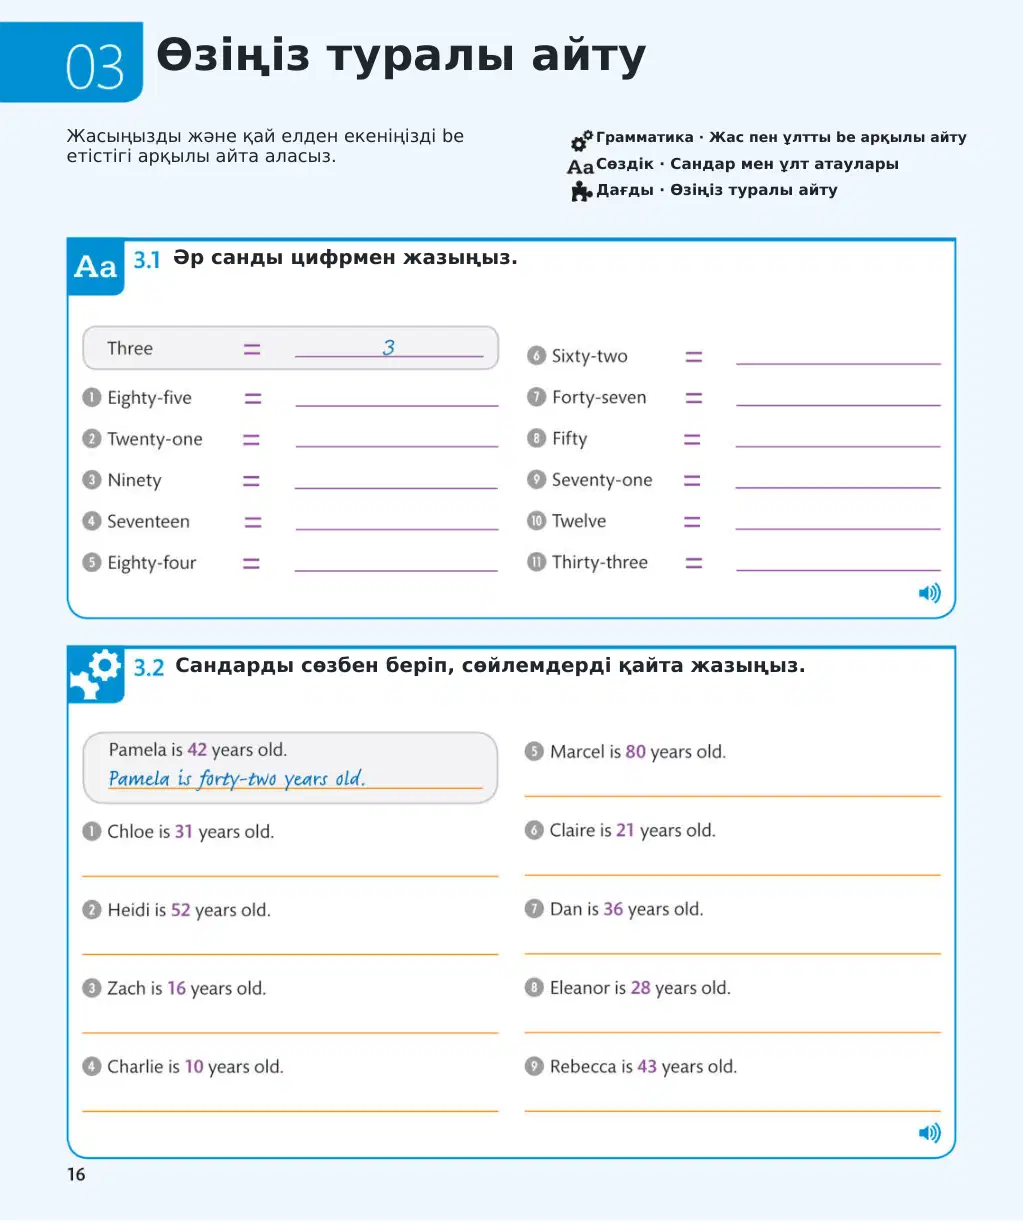 03
Өзіңіз туралы айту
Жасыңызды және қай елден екеніңізді be
етістігі арқылы айта аласыз.
Грамматика · Жас пен ұлтты be арқылы айту
Aa Сөздік · Сандар мен ұлт атаулары
Дағды · Өзіңіз туралы айту
Aa 3.1 Әр санды цифрмен жазыңыз.
Three = 3
1 Eighty-five =
2 Twenty-one =
3 Ninety =
4 Seventeen =
5 Eighty-four =
6 Sixty-two =
7 Forty-seven =
8 Fifty =
9 Seventy-one =
10 Twelve =
11 Thirty-three =
3.2 Сандарды сөзбен беріп, сөйлемдерді қайта жазыңыз.
Pamela is 42 years old.
Pamela is forty-two years old.
1 Chloe is 31 years old.
2 Heidi is 52 years old.
3 Zach is 16 years old.
4 Charlie is 10 years old.
5 Marcel is 80 years old.
6 Claire is 21 years old.
7 Dan is 36 years old.
8 Eleanor is 28 years old.
9 Rebecca is 43 years old.
16